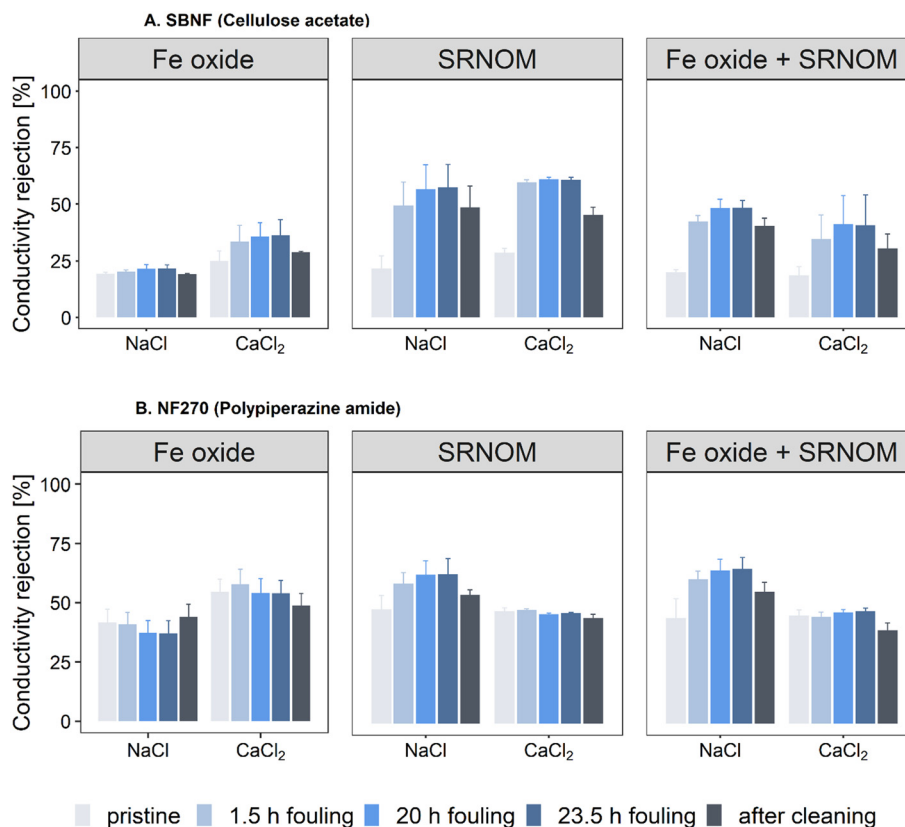 A. SBNF (Cellulose acetate)
Fe oxide
SRNOM
Fe oxide + SRNOM
Conductivity rejection [%]
100
75
50
25
0
NaCl
CaCl₂
NaCl
CaCl₂
NaCl
CaCl₂
B. NF270 (Polypiperazine amide)
Fe oxide
SRNOM
Fe oxide + SRNOM
Conductivity rejection [%]
100
75
50
25
0
NaCl
CaCl₂
NaCl
CaCl₂
NaCl
CaCl₂
pristine
1.5 h fouling
20 h fouling
23.5 h fouling
after cleaning